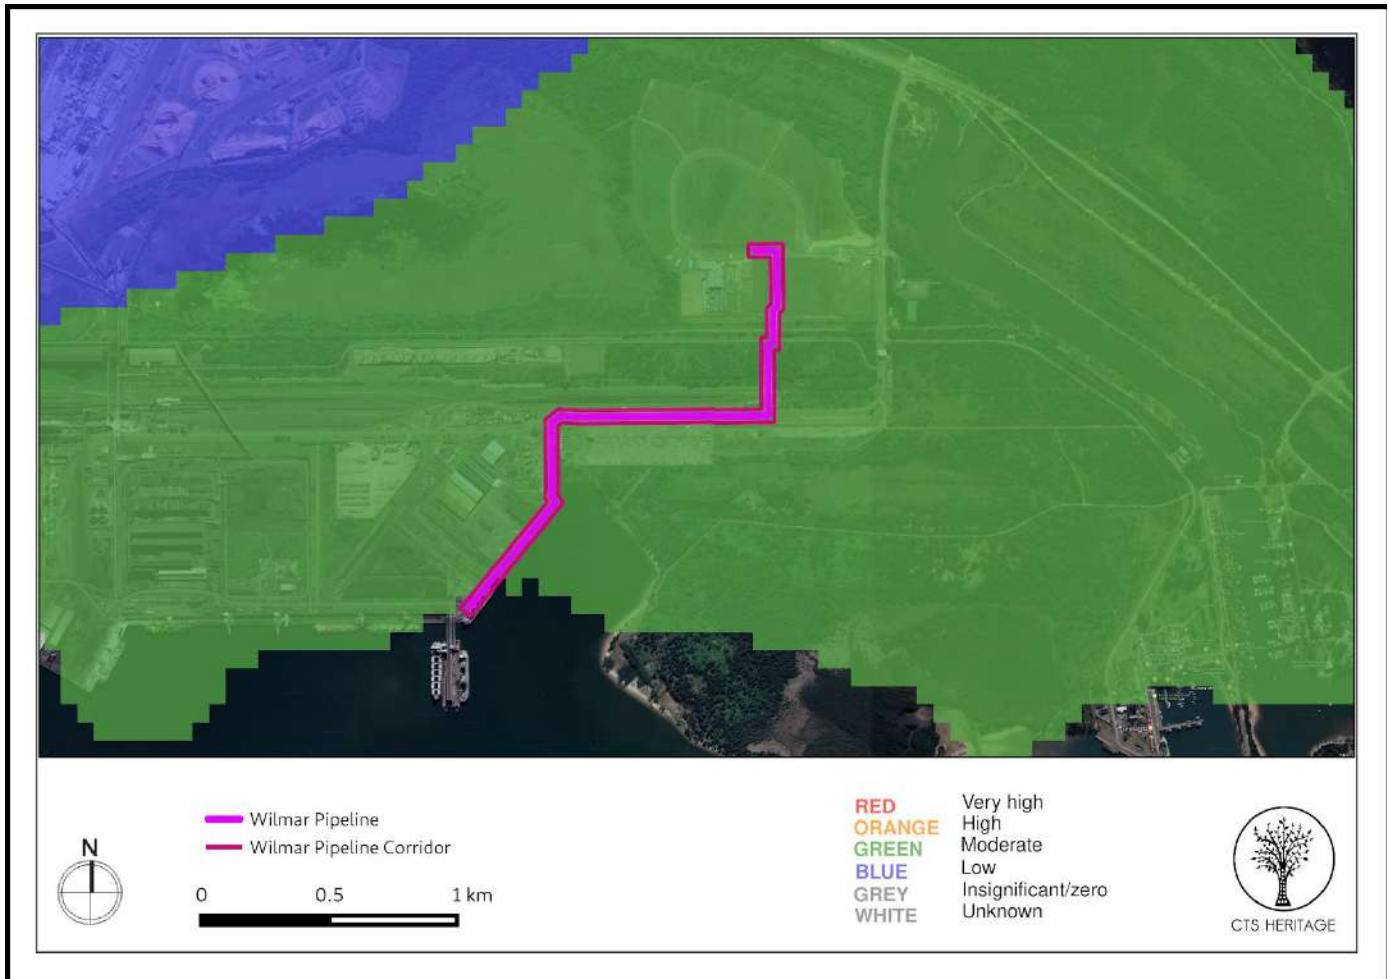 Wilmar Pipeline
Wilmar Pipeline Corridor
N
0 0.5 1 km
RED Very high
ORANGE High
GREEN Moderate
BLUE Low
GREY Insignificant/zero
WHITE Unknown
CTS HERITAGE